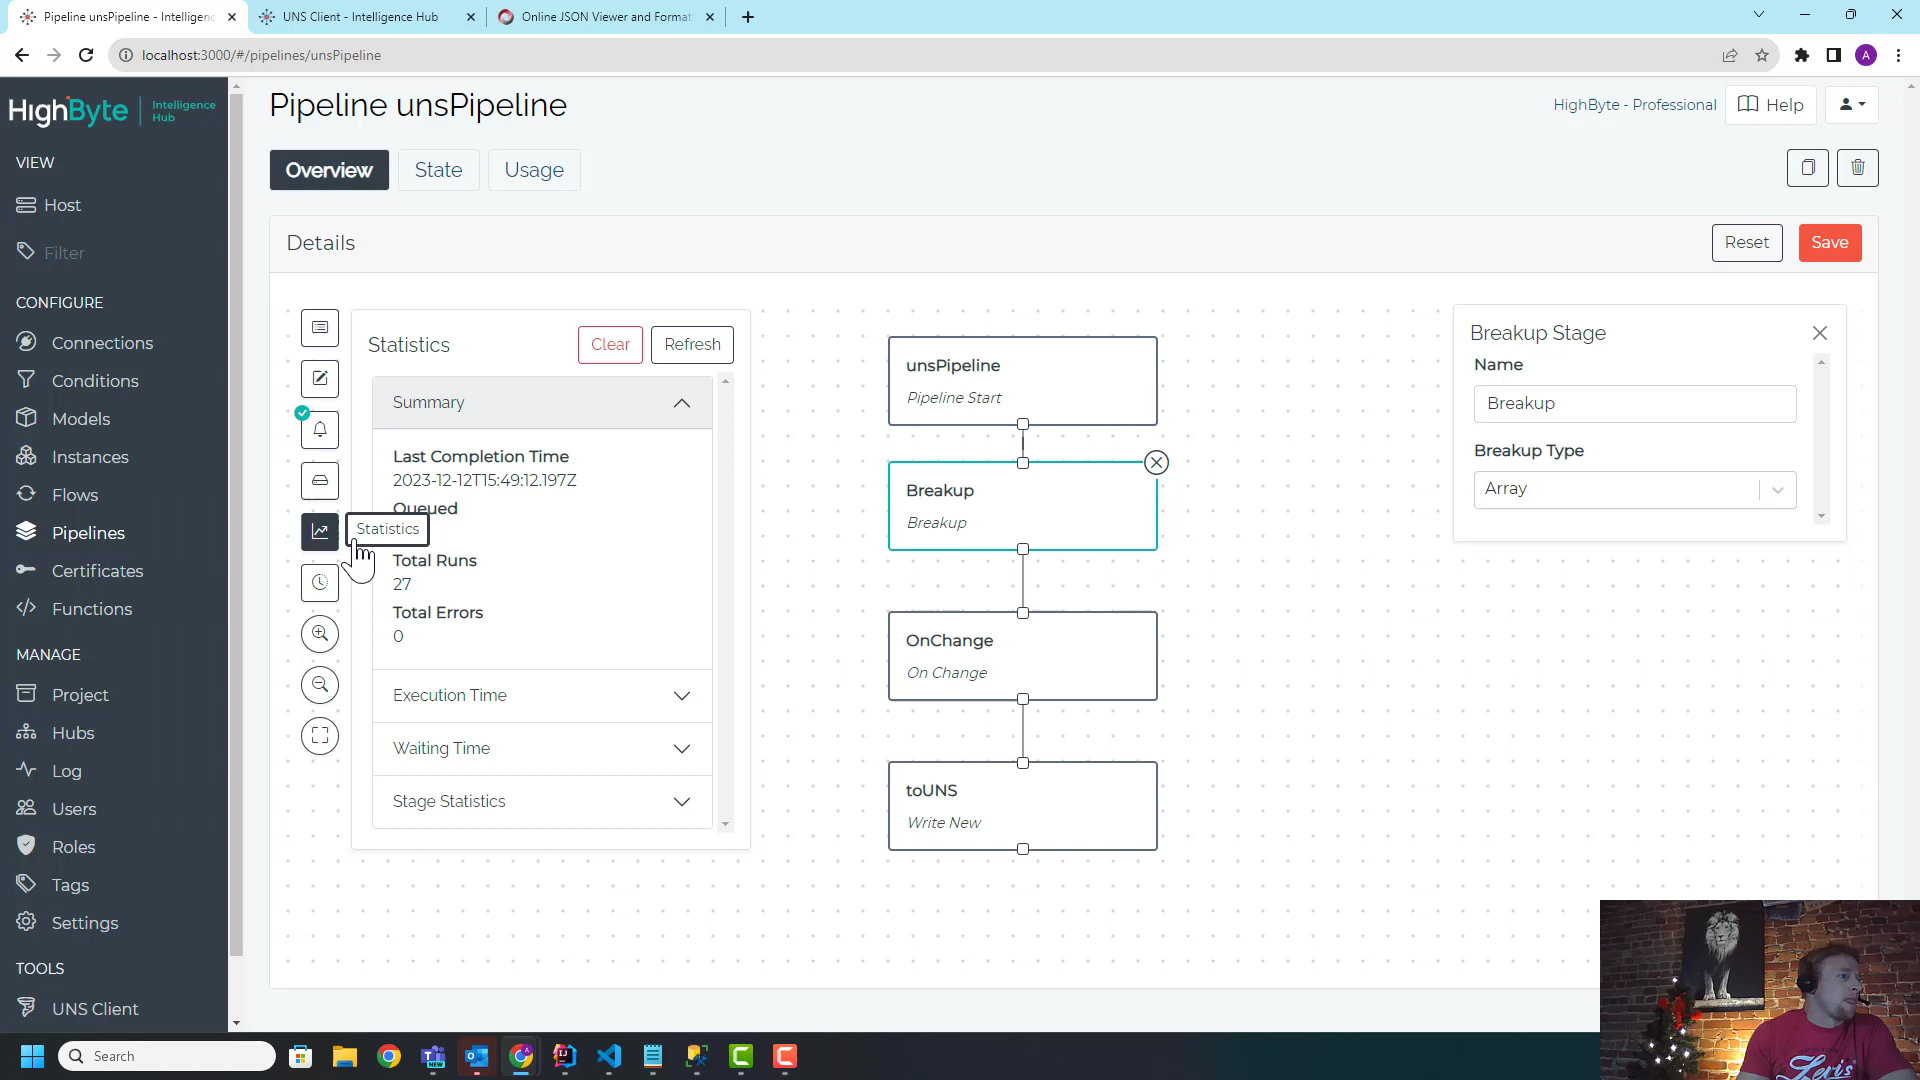 Pipeline unsPipeline - Intelligenc
UNS Client - Intelligence Hub
Online JSON Viewer and Format
localhost:3000/#/pipelines/unsPipeline
A
HighByte
Intelligence
Hub
VIEW
Host
Filter
CONFIGURE
Connections
Conditions
Models
Instances
Flows
Pipelines
Certificates
Functions
MANAGE
Project
Hubs
Log
Users
Roles
Tags
Settings
TOOLS
UNS Client
Pipeline unsPipeline
HighByte - Professional
Help
Overview
State
Usage
Details
Reset
Save
Statistics
Clear
Refresh
Summary
Last Completion Time
2023-12-12T15:49:12.197Z
Queued
Statistics
Total Runs
27
Total Errors
0
Execution Time
Waiting Time
Stage Statistics
unsPipeline
Pipeline Start
Breakup
Breakup
OnChange
On Change
toUNS
Write New
Breakup Stage
Name
Breakup
Breakup Type
Array
Search
NEW